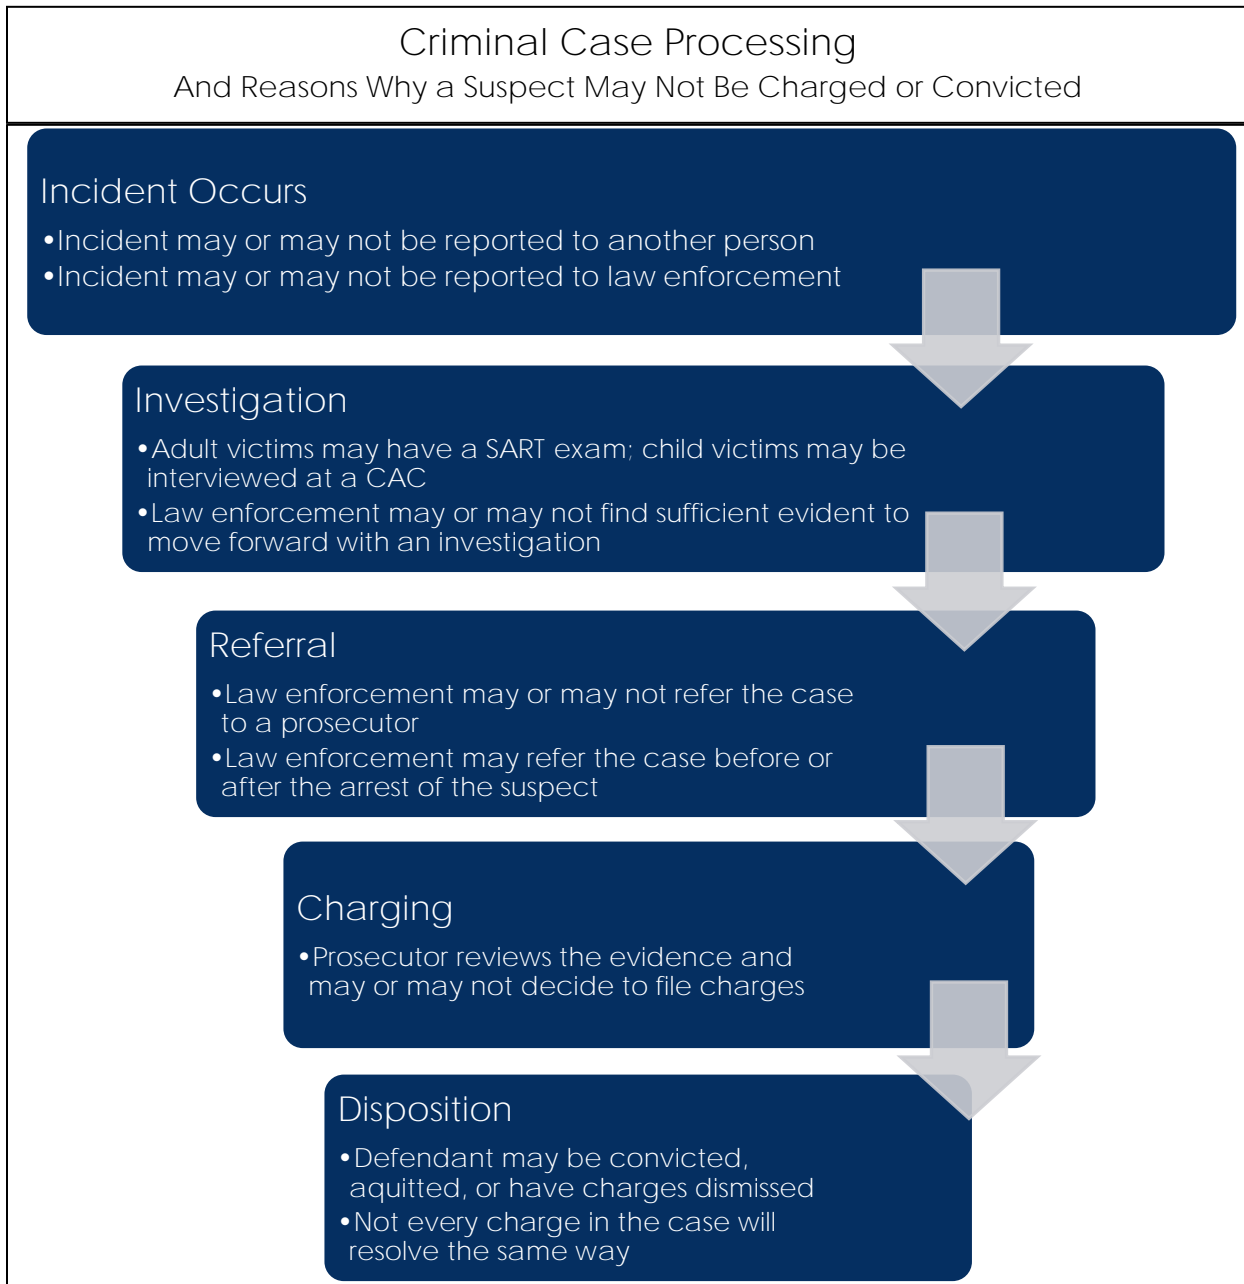 Criminal Case Processing
And Reasons Why a Suspect May Not Be Charged or Convicted
Incident Occurs
•Incident may or may not be reported to another person
•Incident may or may not be reported to law enforcement
Investigation
•Adult victims may have a SART exam; child victims may be
interviewed at a CAC
•Law enforcement may or may not find sufficient evident to
move forward with an investigation
Referral
•Law enforcement may or may not refer the case
to a prosecutor
•Law enforcement may refer the case before or
after the arrest of the suspect
Charging
•Prosecutor reviews the evidence and
may or may not decide to file charges
Disposition
•Defendant may be convicted,
aquitted, or have charges dismissed
•Not every charge in the case will
resolve the same way